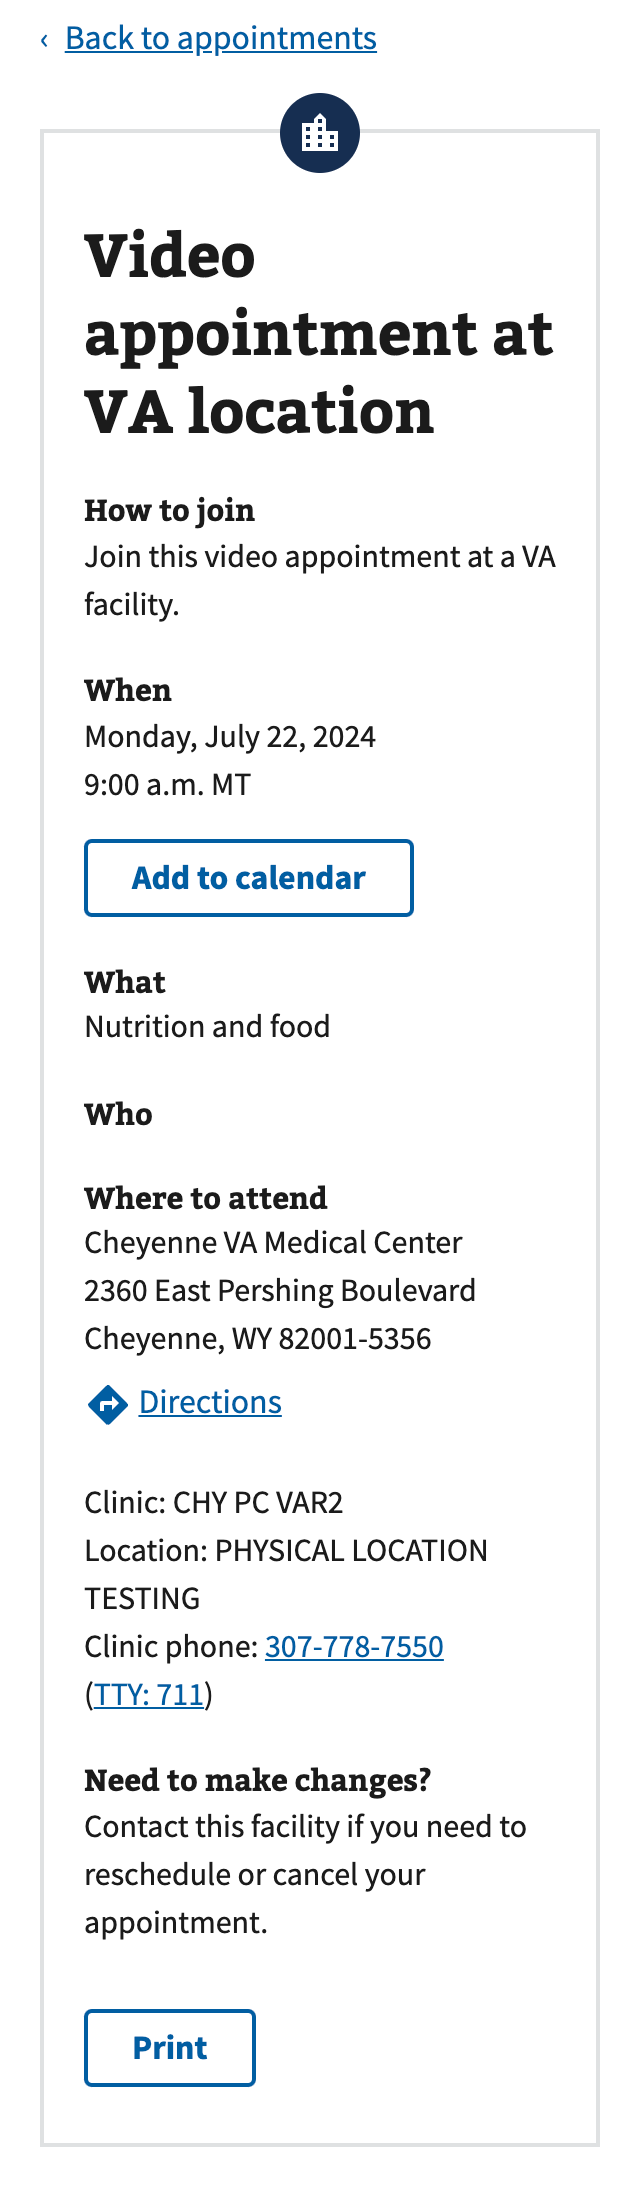 ‹ Back to appointments
Video
appointment at
VA location
How to join
Join this video appointment at a VA
facility.
When
Monday, July 22, 2024
9:00 a.m. MT
Add to calendar
What
Nutrition and food
Who
Where to attend
Cheyenne VA Medical Center
2360 East Pershing Boulevard
Cheyenne, WY 82001-5356
Directions
Clinic: CHY PC VAR2
Location: PHYSICAL LOCATION
TESTING
Clinic phone: 307-778-7550
(TTY: 711)
Need to make changes?
Contact this facility if you need to
reschedule or cancel your
appointment.
Print